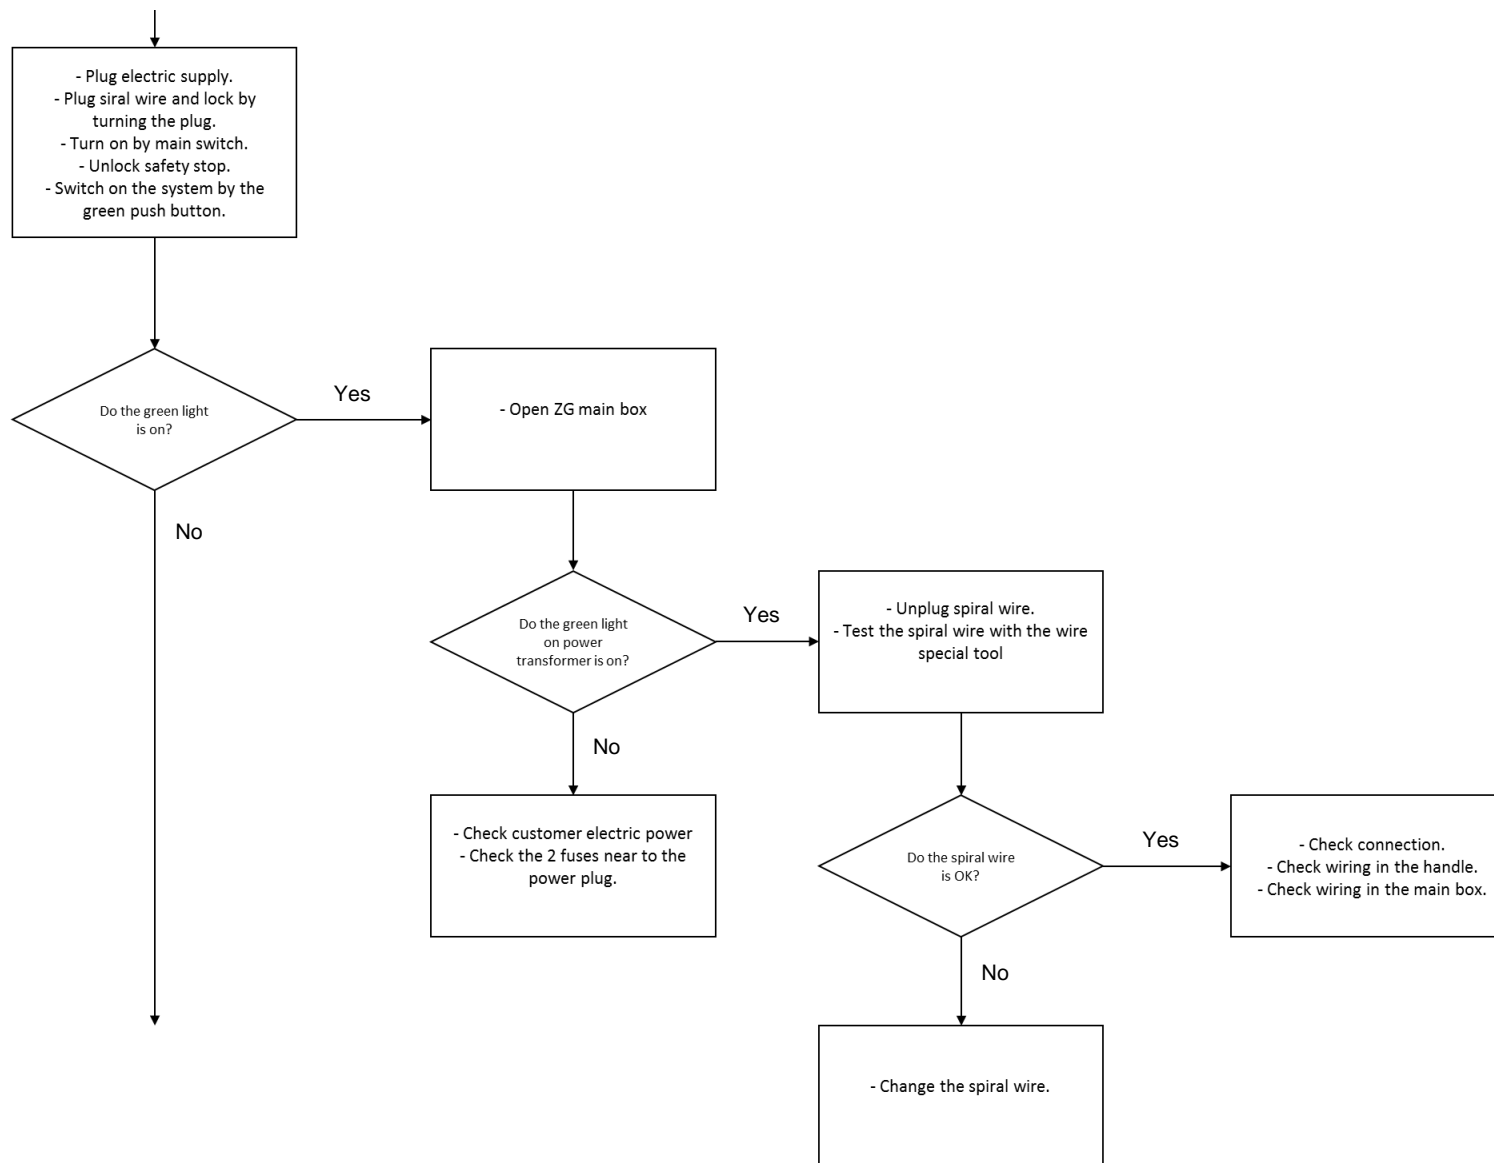 - Plug electric supply.
- Plug siral wire and lock by
turning the plug.
- Turn on by main switch.
- Unlock safety stop.
- Switch on the system by the
green push button.
Do the green light
is on?
Yes
- Open ZG main box
No
Do the green light
on power
transformer is on?
Yes
- Unplug spiral wire.
- Test the spiral wire with the wire
special tool
No
- Check customer electric power
- Check the 2 fuses near to the
power plug.
Do the spiral wire
is OK?
Yes
- Check connection.
- Check wiring in the handle.
- Check wiring in the main box.
No
- Change the spiral wire.